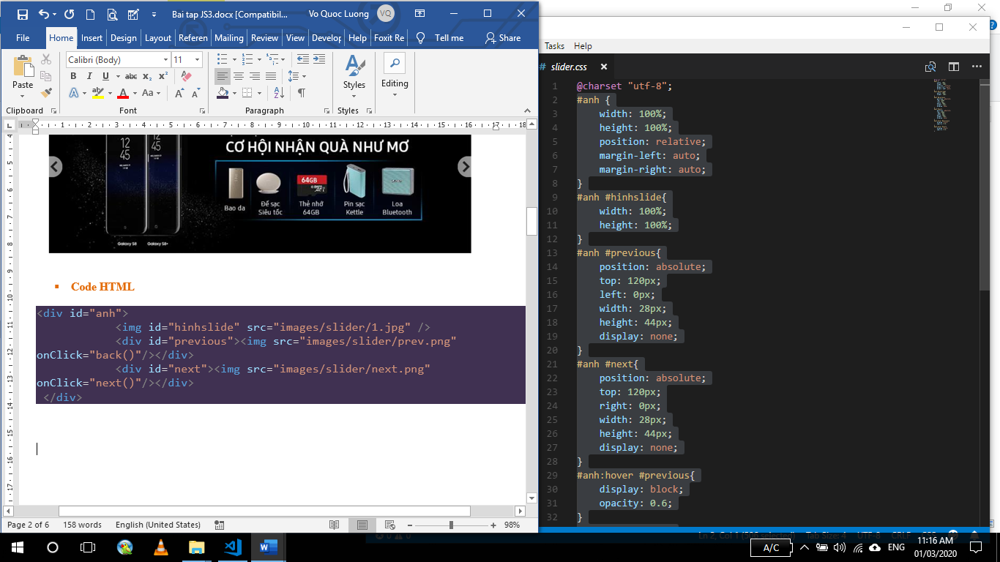 Bai tap JS3.docx [Compatibil...
Vo Quoc Luong
VQ
File
Home
Insert
Design
Layout
Referen
Mailing
Review
View
Develop
Help
Foxit Re
Tell me
Share
Paste
Clipboard
Calibri (Body)
11
Font
Paragraph
Styles
Styles
Editing
CƠ HỘI NHẬN QUÀ NHƯ MƠ
12
45
12
45
64GB
Bao da
Đế sạc
Siêu tốc
Thẻ nhớ
64GB
Pin sạc
Kettle
Loa
Bluetooth
Galaxy S8
Galaxy S8+
Code HTML
<div id="anh">
<img id="hinhslide" src="images/slider/1.jpg" />
<div id="previous"><img src="images/slider/prev.png"
onClick="back()"/></div>
<div id="next"><img src="images/slider/next.png"
onClick="next()"/></div>
</div>
Page 2 of 6
158 words
English (United States)
98%
Tasks
Help
# slider.css
1 @charset "utf-8";
2 #anh {
3 width: 100%;
4 height: 100%;
5 position: relative;
6 margin-left: auto;
7 margin-right: auto;
8 }
9 #anh #hinhslide{
10 width: 100%;
11 height: 100%;
12 }
13 #anh #previous{
14 position: absolute;
15 top: 120px;
16 left: 0px;
17 width: 28px;
18 height: 44px;
19 display: none;
20 }
21 #anh #next{
22 position: absolute;
23 top: 120px;
24 right: 0px;
25 width: 28px;
26 height: 44px;
27 display: none;
28 }
29 #anh:hover #previous{
30 display: block;
31 opacity: 0.6;
32 }
Ln 2, Col 1 (506 selected)
Tab Size: 4
UTF-8
CRLF
CSS
A/C
ENG
11:16 AM
01/03/2020